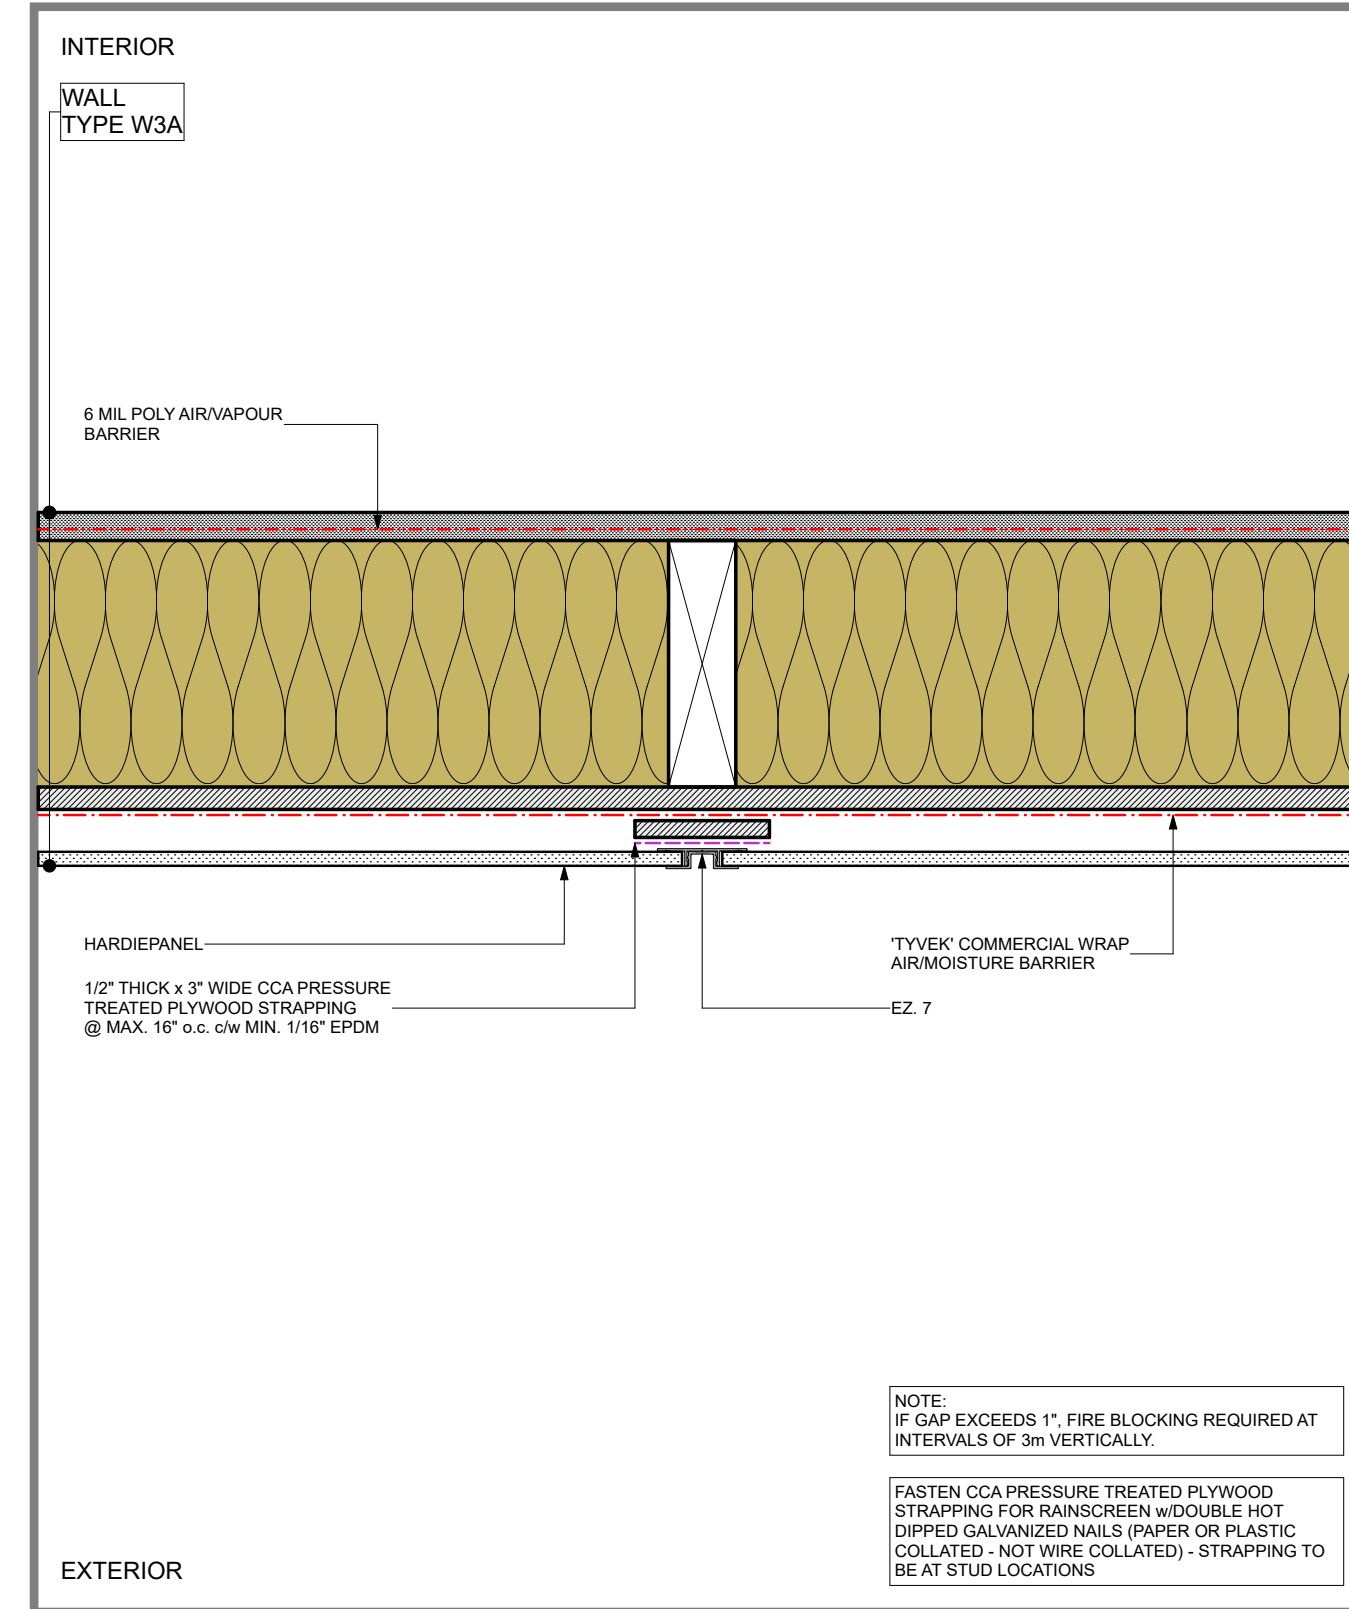 INTERIOR
WALL
TYPE W3A
6 MIL POLY AIR/VAPOUR
BARRIER
HARDIEPANEL
1/2" THICK x 3" WIDE CCA PRESSURE
TREATED PLYWOOD STRAPPING
@ MAX. 16" o.c. c/w MIN. 1/16" EPDM
'TYVEK' COMMERCIAL WRAP
AIR/MOISTURE BARRIER
EZ. 7
NOTE:
IF GAP EXCEEDS 1", FIRE BLOCKING REQUIRED AT
INTERVALS OF 3m VERTICALLY.
FASTEN CCA PRESSURE TREATED PLYWOOD
STRAPPING FOR RAINSCREEN w/DOUBLE HOT
DIPPED GALVANIZED NAILS (PAPER OR PLASTIC
COLLATED - NOT WIRE COLLATED) - STRAPPING TO
BE AT STUD LOCATIONS
EXTERIOR